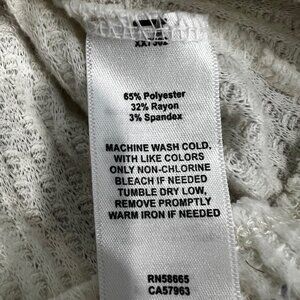 65% Polyester
32% Rayon
3% Spandex
MACHINE WASH COLD,
WITH LIKE COLORS
ONLY NON-CHLORINE
BLEACH IF NEEDED
TUMBLE DRY LOW,
REMOVE PROMPTLY
WARM IRON IF NEEDED
RN58665
CA57963